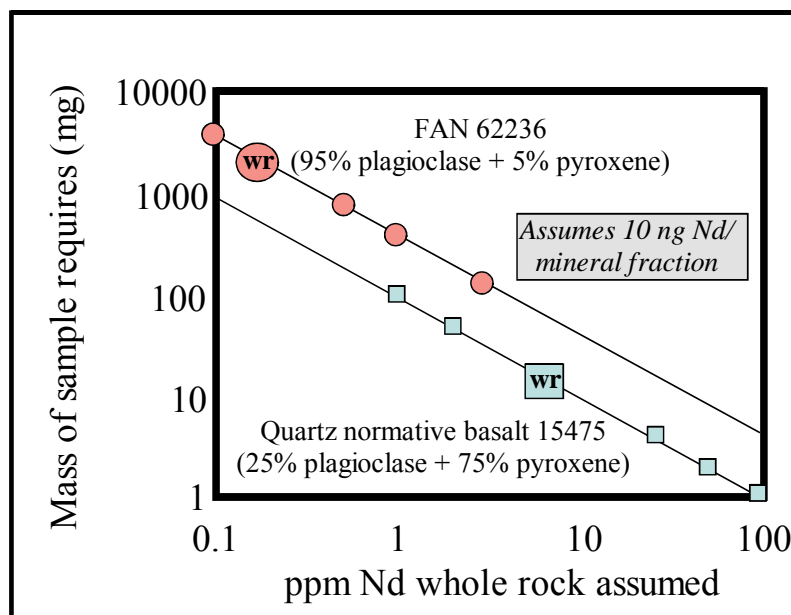 Mass of sample requires (mg)
10000
1000
100
10
1
FAN 62236
(95% plagioclase + 5% pyroxene)
wr
Assumes 10 ng Nd/
mineral fraction
wr
Quartz normative basalt 15475
(25% plagioclase + 75% pyroxene)
0.1 1 10 100
ppm Nd whole rock assumed